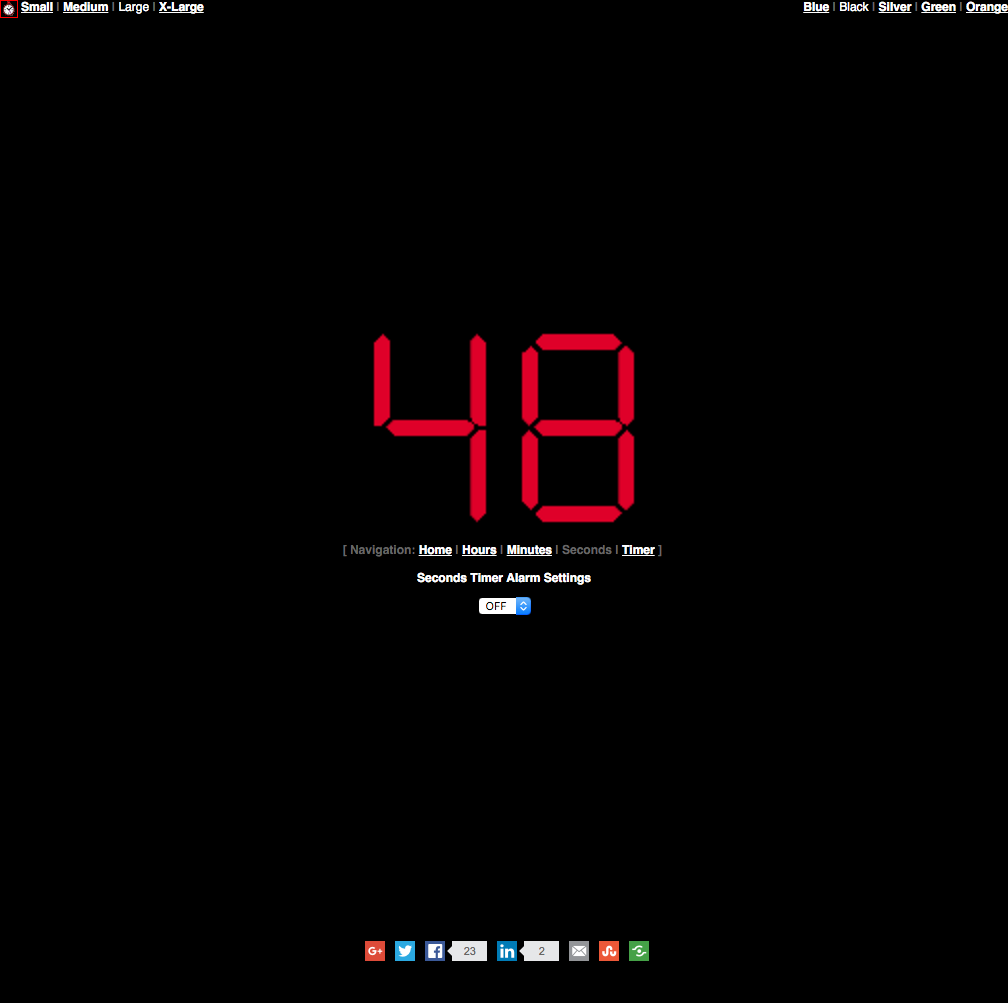 Small | Medium | Large | X-Large
Blue | Black | Silver | Green | Orange
48
[ Navigation: Home | Hours | Minutes | Seconds | Timer ]
Seconds Timer Alarm Settings
OFF
G+ f 23 in 2